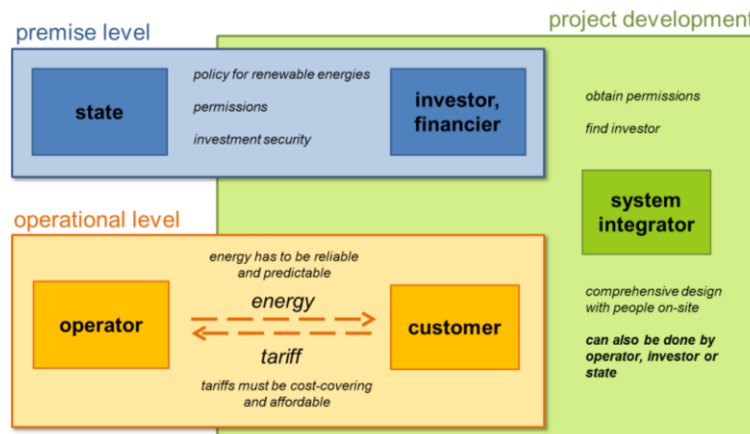 project development
premise level
state
policy for renewable energies
permissions
investment security
investor,
financier
obtain permissions
find investor
system
integrator
operational level
energy has to be reliable
and predictable
operator
energy
tariff
customer
tariffs must be cost-covering
and affordable
comprehensive design
with people on-site
can also be done by
operator, investor or
state